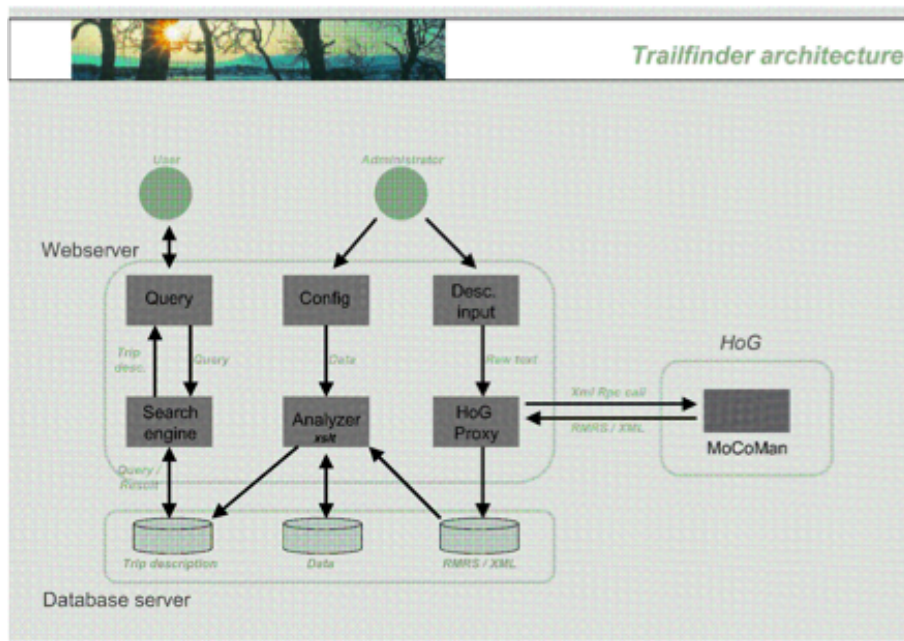 Trailfinder architecture
User
Administrator
Webserver
Query
Config
Desc.
input
HoG
Trip
desc.
Query
Data
Raw text
Xml Rpc call
Search
engine
Analyzer
xslt
HoG
Proxy
RMRS / XML
MoCoMan
Query /
Result
Trip description
Data
RMRS / XML
Database server